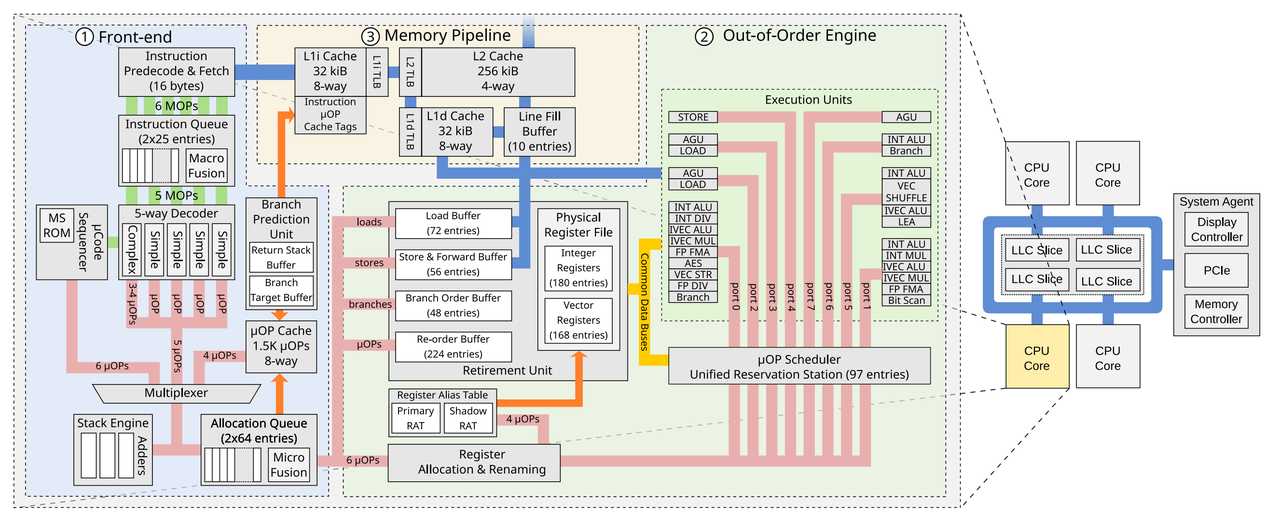 1 Front-end
Instruction
Predecode & Fetch
(16 bytes)
6 MOPs
Instruction Queue
(2x25 entries)
Macro
Fusion
5 MOPs
MS
ROM
µCode
Sequencer
5-way Decoder
Complex
Simple
Simple
Simple
Simple
3-4 µOPs
µOP
µOP
µOP
µOP
5 µOPs
6 µOPs
4 µOPs
Multiplexer
Stack Engine
Adders
Allocation Queue
(2x64 entries)
Micro
Fusion
Branch
Prediction
Unit
Return Stack
Buffer
Branch
Target Buffer
µOP Cache
1.5K µOPs
8-way
3 Memory Pipeline
L1i Cache
32 kiB
8-way
L1i TLB
Instruction
µOP
Cache Tags
L2 TLB
L2 Cache
256 kiB
4-way
L1d TLB
L1d Cache
32 kiB
8-way
Line Fill
Buffer
(10 entries)
2 Out-of-Order Engine
Execution Units
STORE
AGU
LOAD
AGU
LOAD
INT ALU
INT DIV
IVEC ALU
IVEC MUL
FP FMA
AES
VEC STR
FP DIV
Branch
AGU
INT ALU
Branch
INT ALU
VEC
SHUFFLE
IVEC ALU
LEA
INT ALU
INT MUL
IVEC ALU
IVEC MUL
FP FMA
Bit Scan
port 0
port 2
port 3
port 4
port 7
port 6
port 5
port 1
Common Data Buses
µOP Scheduler
Unified Reservation Station (97 entries)
loads
Load Buffer
(72 entries)
stores
Store & Forward Buffer
(56 entries)
branches
Branch Order Buffer
(48 entries)
µOPs
Re-order Buffer
(224 entries)
Physical
Register File
Integer
Registers
(180 entries)
Vector
Registers
(168 entries)
Retirement Unit
Register Alias Table
Primary
RAT
Shadow
RAT
4 µOPs
6 µOPs
Register
Allocation & Renaming
CPU
Core
CPU
Core
LLC Slice
LLC Slice
LLC Slice
LLC Slice
CPU
Core
CPU
Core
System Agent
Display
Controller
PCIe
Memory
Controller